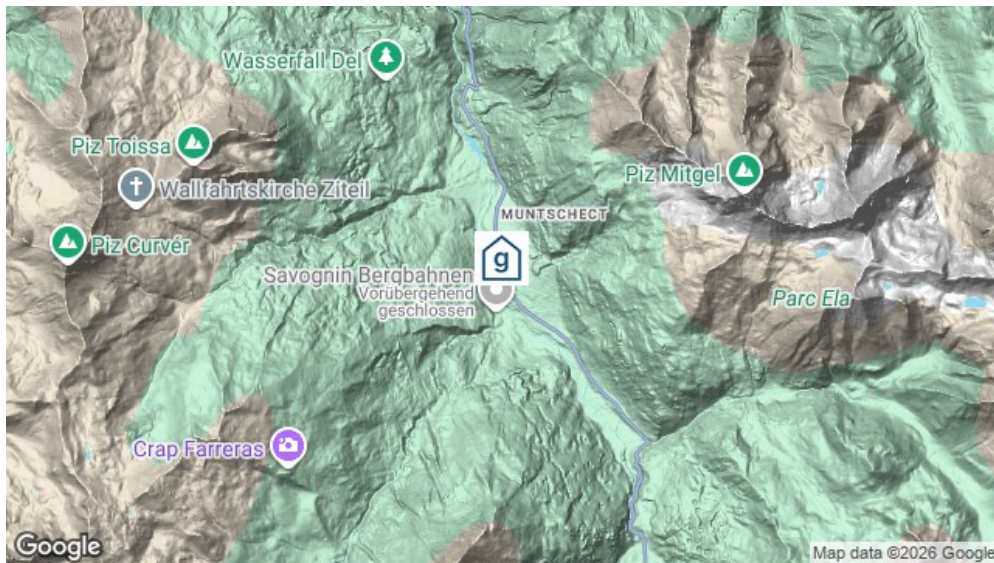 Wasserfall Del
Piz Toissa
Wallfahrtskirche Ziteil
Piz Mitgel
MUNTSCHECT
Piz Curvér
g
Savognin Bergbahnen
Vorübergehend
geschlossen
Parc Ela
Crap Farreras
Google
Map data ©2026 Google